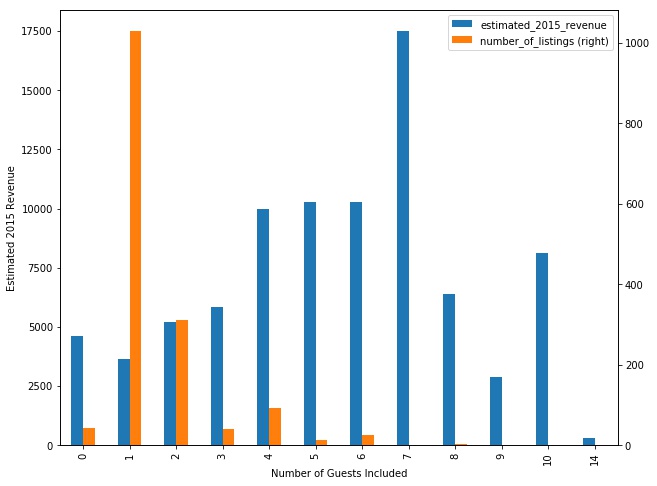 estimated_2015_revenue
number_of_listings (right)
17500
15000
12500
10000
7500
5000
2500
0
1000
800
600
400
200
0
Estimated 2015 Revenue
0 1 2 3 4 5 6 7 8 9 10 14
Number of Guests Included